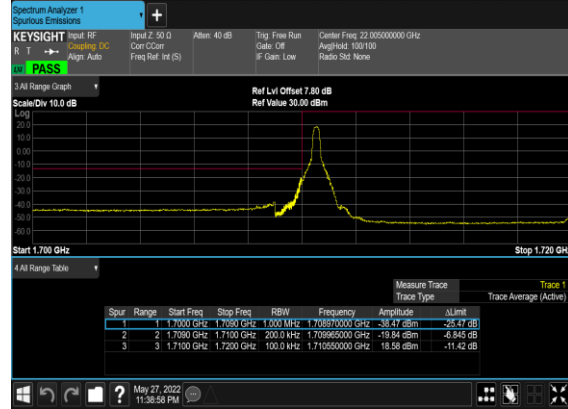 Spectrum Analyzer 1
Spurious Emissions
+
KEYSIGHT Input: RF Input Z: 50 Ω Atten: 40 dB Trig: Free Run Center Freq: 22.005000000 GHz
R T Coupling: DC Corr CCorr Gate: Off Avg|Hold: 100/100
Align: Auto Freq Ref: Int (S) IF Gain: Low Radio Std: None
PASS
3 All Range Graph
Ref Lvl Offset 7.80 dB
Scale/Div 10.0 dB Ref Value 30.00 dBm
Log
20.0
10.0
0.00
-10.0
-20.0
-30.0
-40.0
-50.0
-60.0
Start 1.700 GHz Stop 1.720 GHz
4 All Range Table
Measure Trace Trace 1
Trace Type Trace Average (Active)
Spur Range Start Freq Stop Freq RBW Frequency Amplitude ΔLimit
1 1 1.7000 GHz 1.7090 GHz 1.000 MHz 1.708970000 GHz -38.47 dBm -25.47 dB
2 2 1.7090 GHz 1.7100 GHz 200.0 kHz 1.709965000 GHz -19.84 dBm -6.845 dB
3 3 1.7100 GHz 1.7200 GHz 100.0 kHz 1.710550000 GHz 18.58 dBm -11.42 dB
?
May 27, 2022
11:38:58 PM